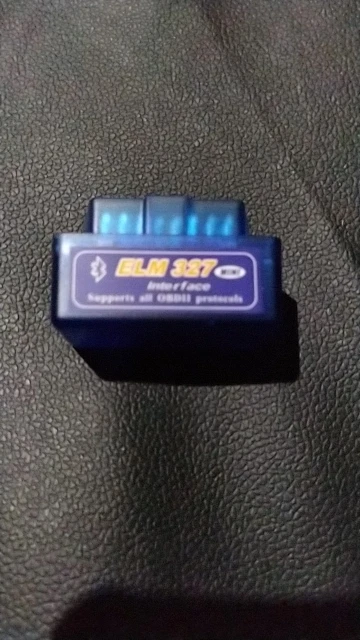 ELM 327
Interface
Supports all OBDII protocols